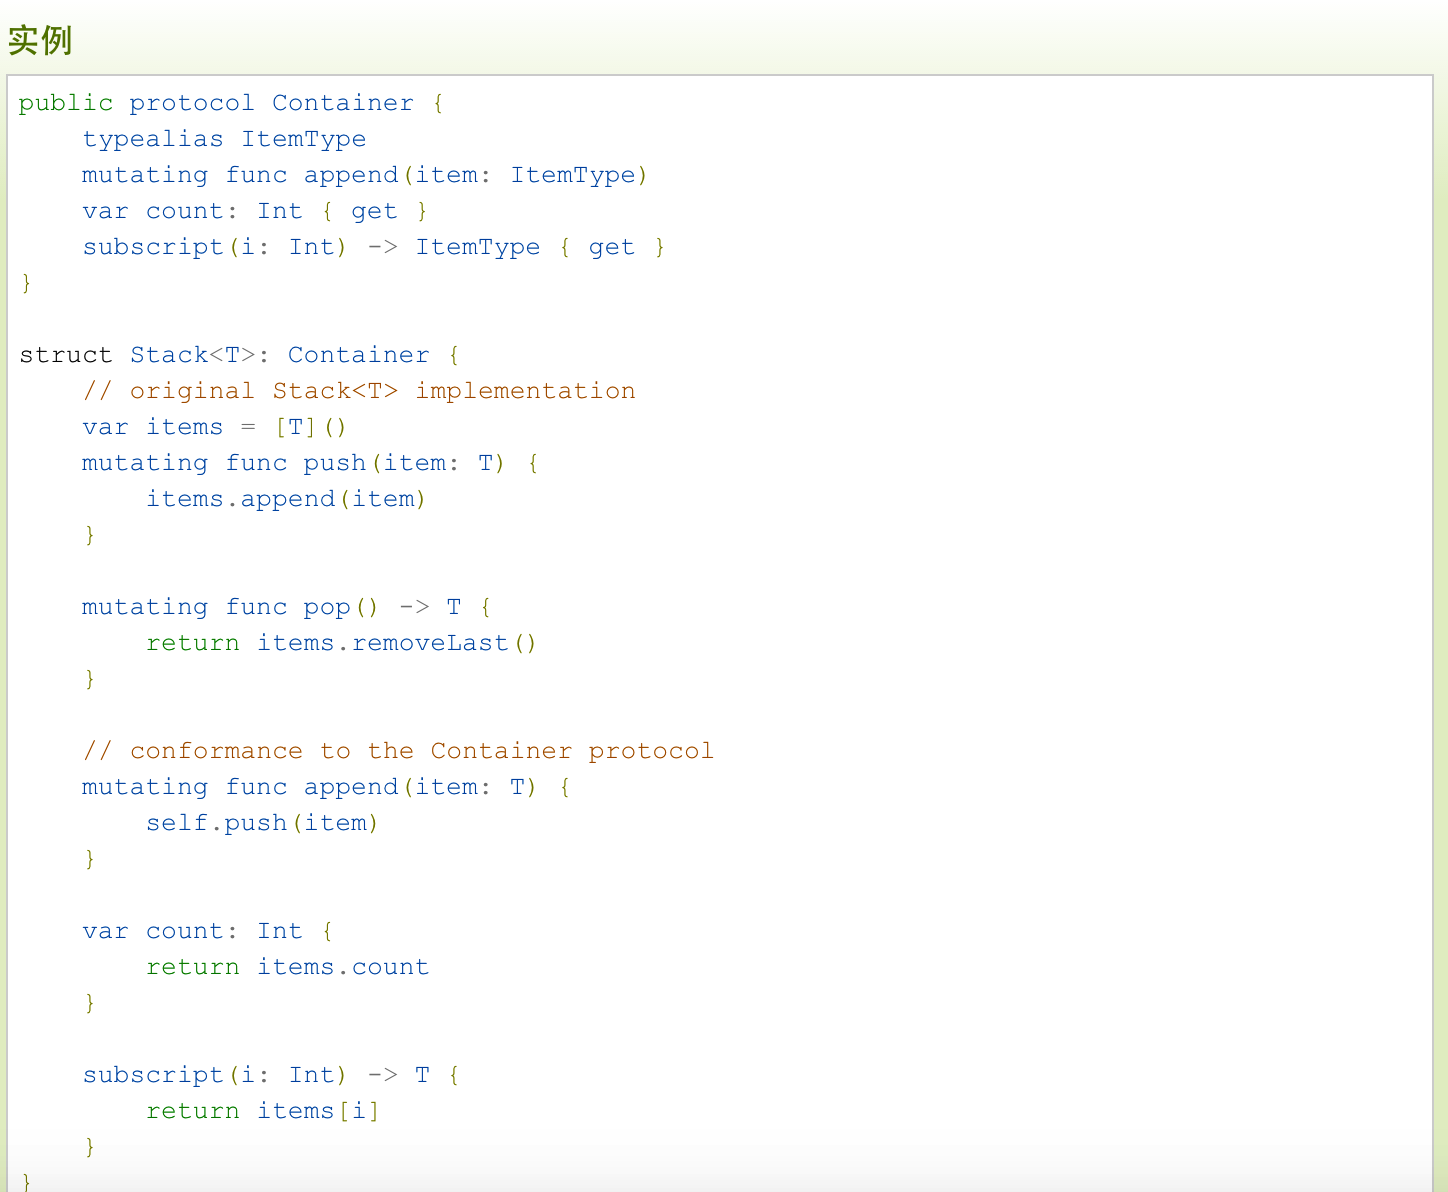 实例
public protocol Container {
    typealias ItemType
    mutating func append(item: ItemType)
    var count: Int { get }
    subscript(i: Int) -> ItemType { get }
}

struct Stack<T>: Container {
    // original Stack<T> implementation
    var items = [T]()
    mutating func push(item: T) {
        items.append(item)
    }

    mutating func pop() -> T {
        return items.removeLast()
    }

    // conformance to the Container protocol
    mutating func append(item: T) {
        self.push(item)
    }

    var count: Int {
        return items.count
    }

    subscript(i: Int) -> T {
        return items[i]
    }
}